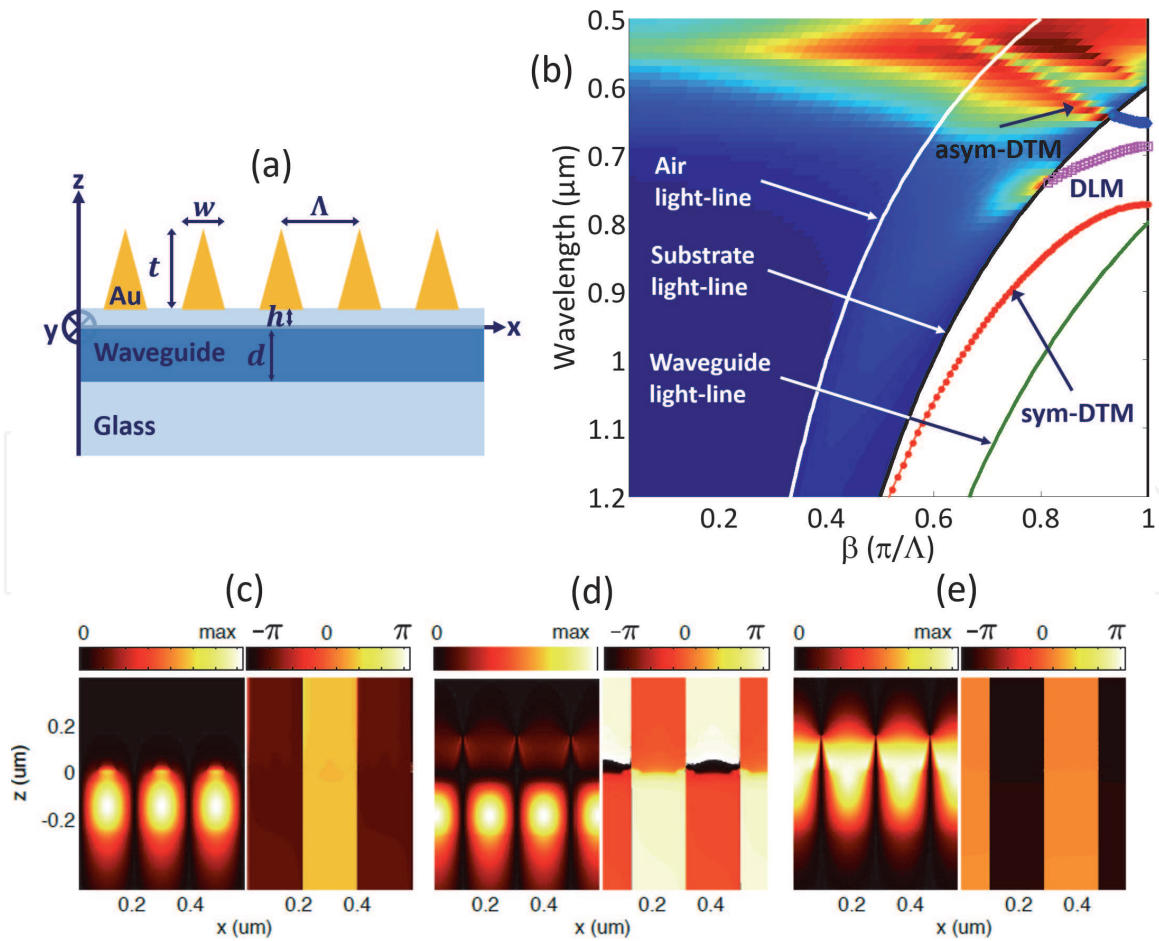 (a)
z
w
Λ
t
Au
h
y
x
Waveguide
d
Glass
(b)
0.5
0.6
0.7
0.8
0.9
1
1.1
1.2
Wavelength (μm)
asym-DTM
Air
light-line
DLM
Substrate
light-line
Waveguide
light-line
sym-DTM
0.2
0.4
0.6
0.8
1
β (π/Λ)
(c)
0 max −π 0 π
0.2
0
-0.2
z (um)
0.2 0.4 0.2 0.4
x (um) x (um)
(d)
0 max −π 0 π
0.2 0.4 0.2 0.4
x (um) x (um)
(e)
0 max −π 0 π
0.2 0.4 0.2 0.4
x (um) x (um)